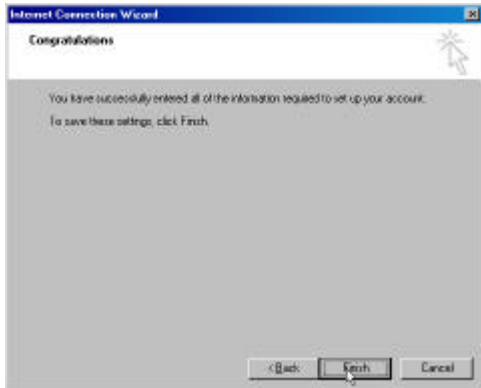 Internet Connection Wizard
Congratulations
You have successfully entered all of the information required to set up your account.
To save these settings, click Finish.
< Back
Finish
Cancel